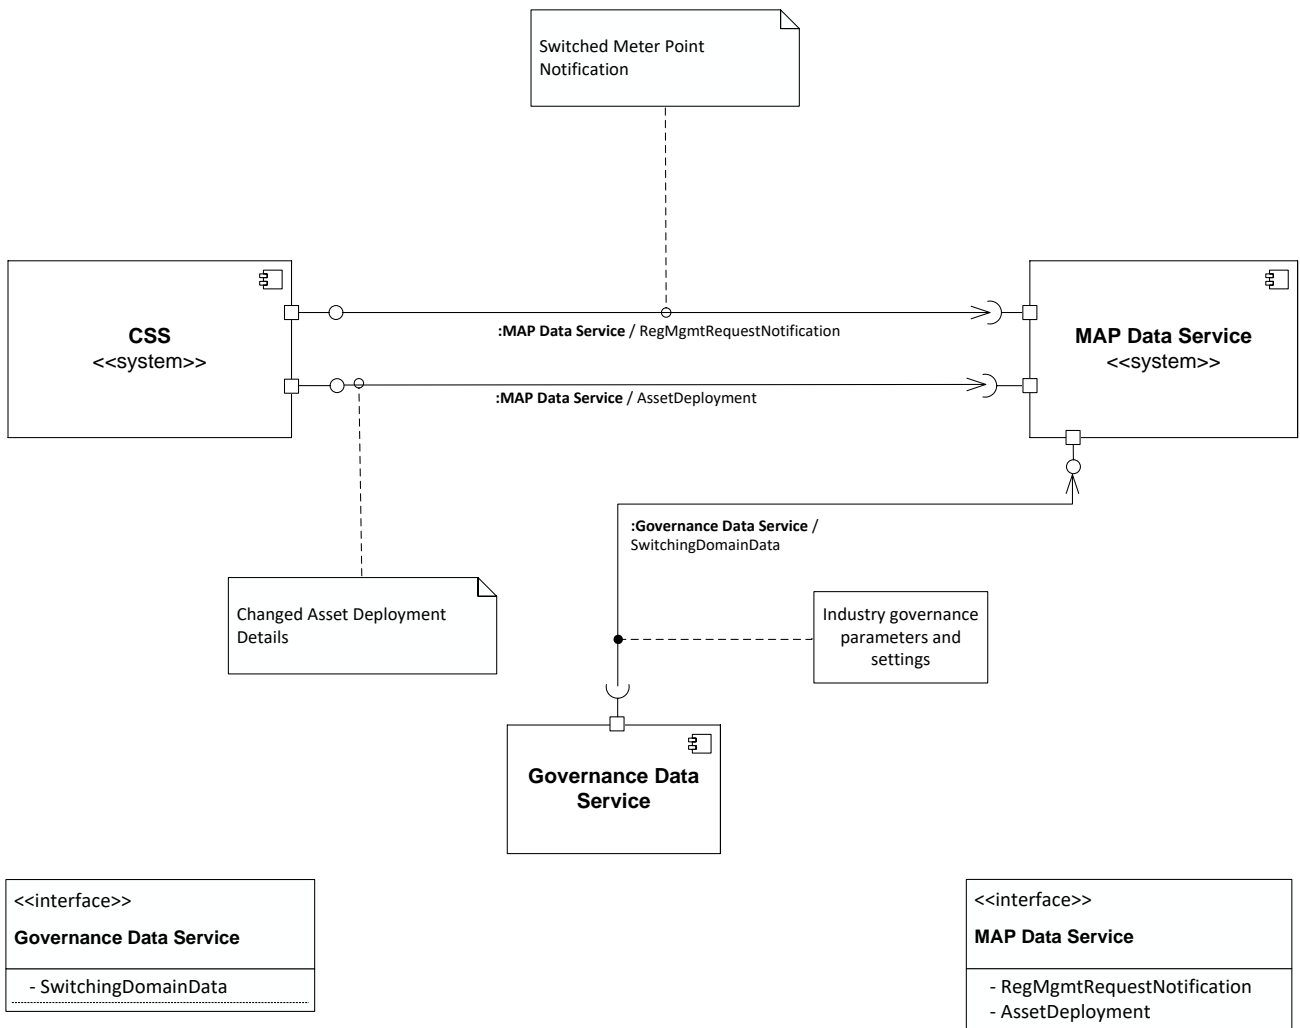 Switched Meter Point
Notification
CSS
<<system>>
MAP Data Service
<<system>>
:MAP Data Service / RegMgmtRequestNotification
:MAP Data Service / AssetDeployment
:Governance Data Service /
SwitchingDomainData
Changed Asset Deployment
Details
Industry governance
parameters and
settings
Governance Data
Service
<<interface>>
Governance Data Service
- SwitchingDomainData
<<interface>>
MAP Data Service
- RegMgmtRequestNotification
- AssetDeployment